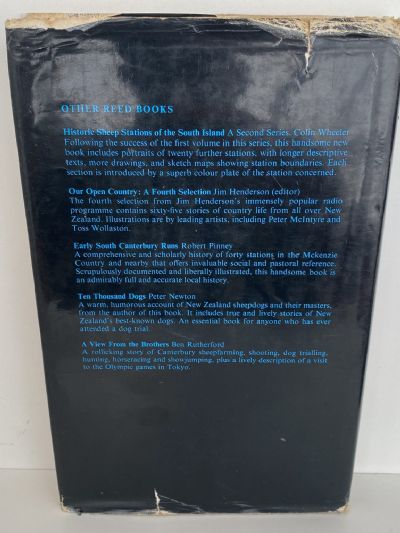 OTHER REED BOOKS
Historic Sheep Stations of the South Island A Second Series. Colin Wheeler
Following the success of the first volume in this series, this handsome new
book includes portraits of twenty further stations, with longer descriptive
texts, more drawings, and sketch maps showing station boundaries. Each
section is introduced by a superb colour plate of the station concerned.
Our Open Country: A Fourth Selection Jim Henderson (editor)
The fourth selection from Jim Henderson's immensely popular radio
programme contains sixty-five stories of country life from all over New
Zealand. Illustrations are by leading artists, including Peter McIntyre and
Toss Wollaston.
Early South Canterbury Runs Robert Pinney
A comprehensive and scholarly history of forty stations in the Mckenzie
Country and nearby that offers invaluable social and pastoral reference.
Scrupulously documented and liberally illustrated, this handsome book is
an admirably full and accurate local history.
Ten Thousand Dogs Peter Newton
A warm, humorous account of New Zealand sheepdogs and their masters,
from the author of this book. It includes true and lively stories of New
Zealand's best-known dogs. An essential book for anyone who has ever
attended a dog trial.
A View From the Brothers Ben Rutherford
A rollicking story of Canterbury sheepfarming, shooting, dog trialling,
hunting, horseracing and showjumping, plus a lively description of a visit
to the Olympic games in Tokyo.